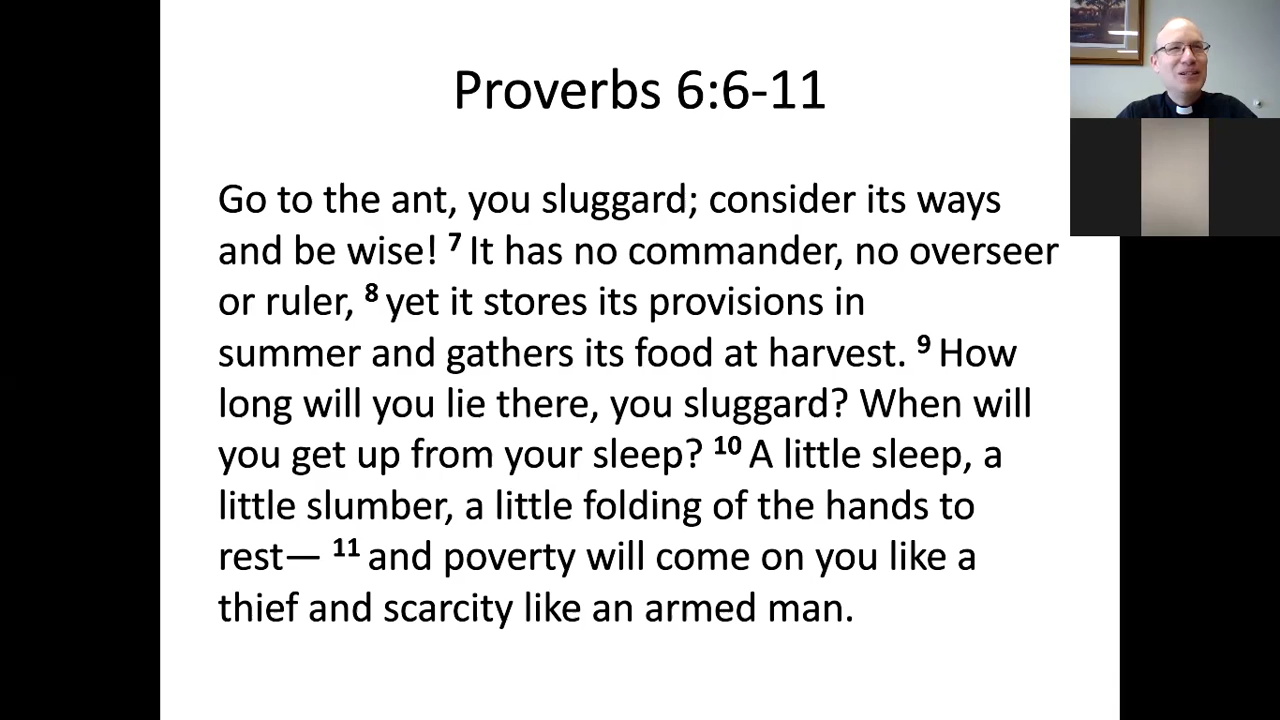 Proverbs 6:6-11
Go to the ant, you sluggard; consider its ways
and be wise! 7 It has no commander, no overseer
or ruler, 8 yet it stores its provisions in
summer and gathers its food at harvest. 9 How
long will you lie there, you sluggard? When will
you get up from your sleep? 10 A little sleep, a
little slumber, a little folding of the hands to
rest— 11 and poverty will come on you like a
thief and scarcity like an armed man.